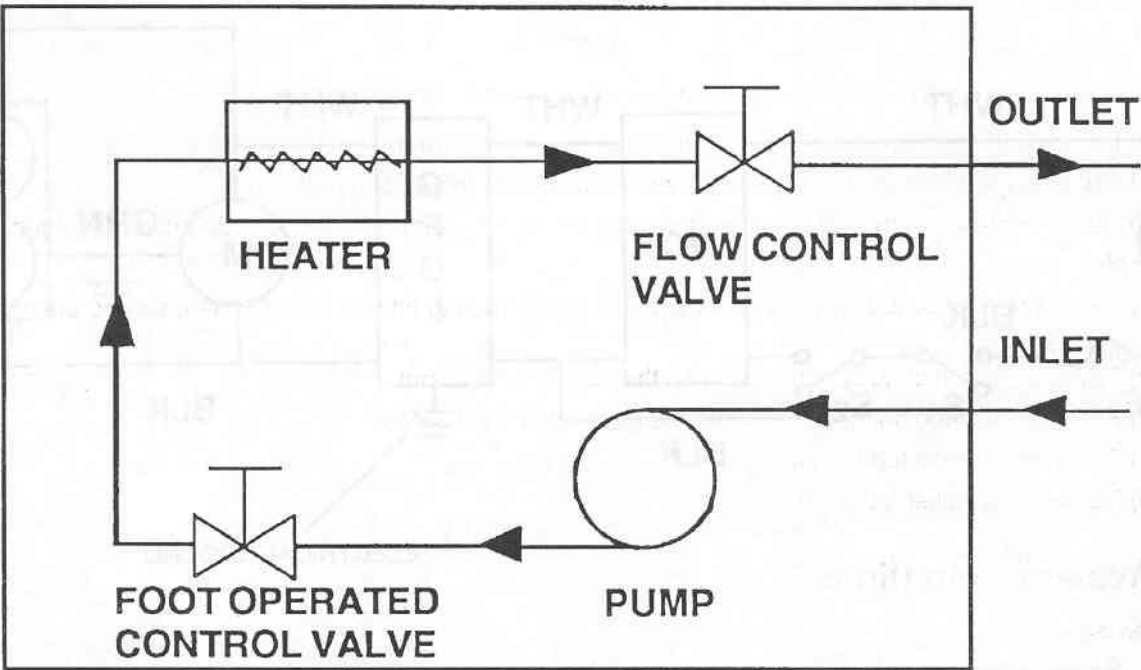 OUTLET
HEATER
FLOW CONTROL
VALVE
INLET
FOOT OPERATED
CONTROL VALVE
PUMP